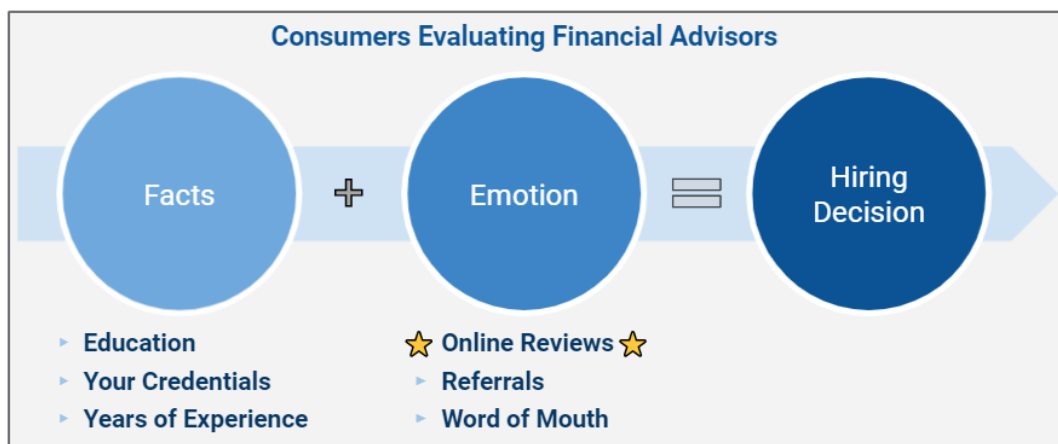 Consumers Evaluating Financial Advisors
Facts
+
Emotion
=
Hiring
Decision
Education
Your Credentials
Years of Experience
Online Reviews
Referrals
Word of Mouth